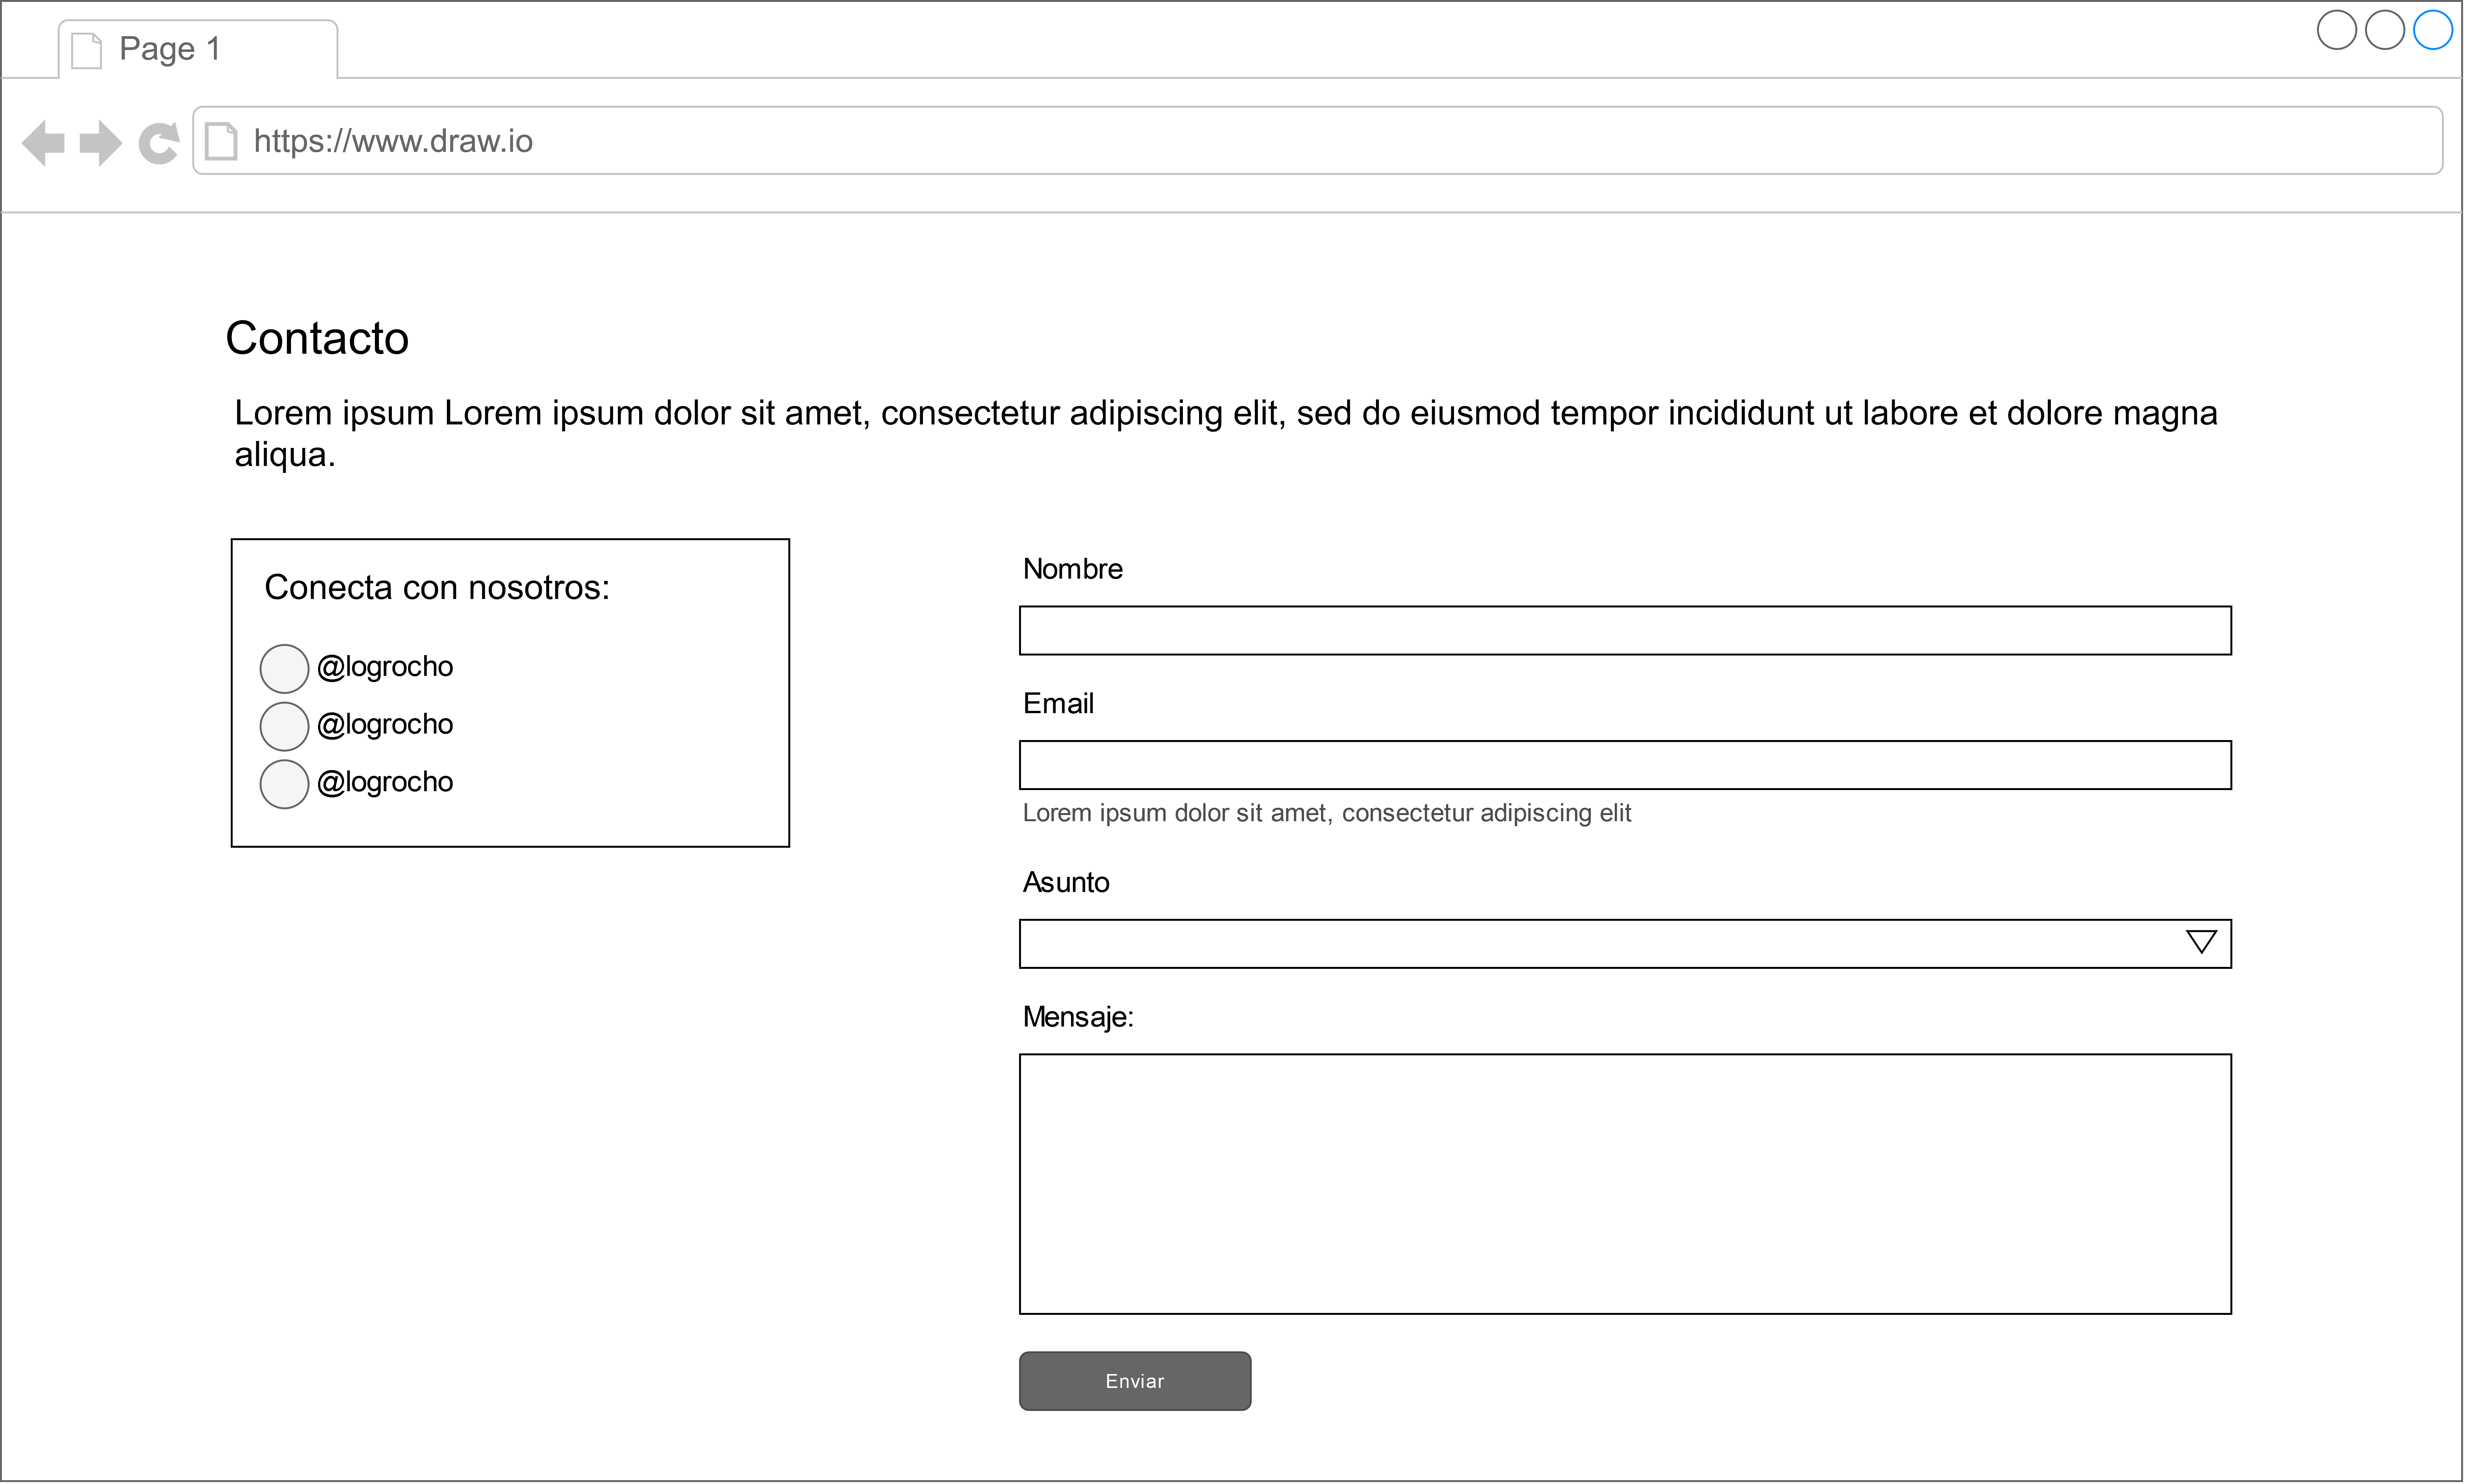 Page 1
https://www.draw.io
Contacto
Lorem ipsum Lorem ipsum dolor sit amet, consectetur adipiscing elit, sed do eiusmod tempor incididunt ut labore et dolore magna
aliqua.
Conecta con nosotros:
@logrocho
@logrocho
@logrocho
Nombre
Email
Lorem ipsum dolor sit amet, consectetur adipiscing elit
Asunto
Mensaje:
Enviar